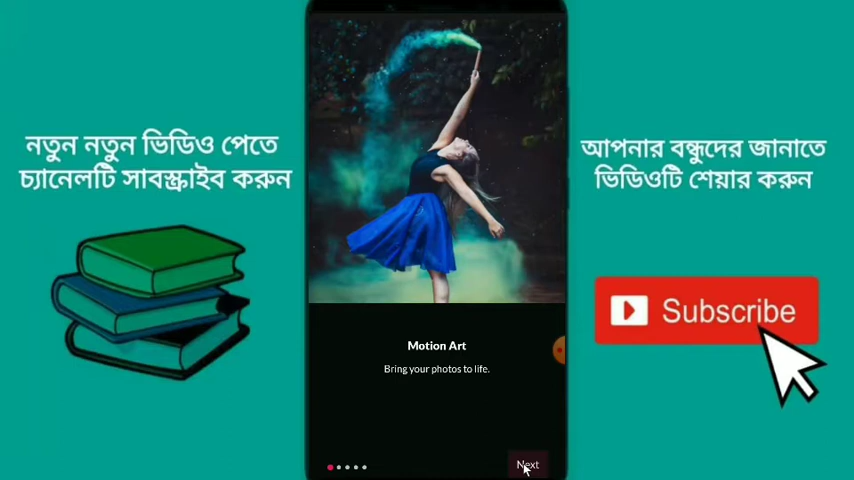 নতুন নতুন ভিডিও পেতে
চ্যানেলটি সাবস্ক্রাইব করুন
আপনার বন্ধুদের জানাতে
ভিডিওটি শেয়ার করুন
Subscribe
Motion Art
Bring your photos to life.
Next